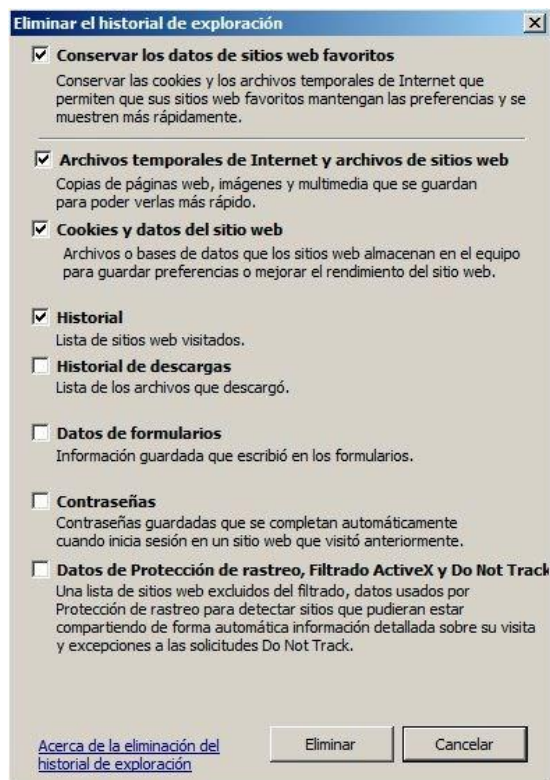 Eliminar el historial de exploración
Conservar los datos de sitios web favoritos
Conservar las cookies y los archivos temporales de Internet que
permiten que sus sitios web favoritos mantengan las preferencias y se
muestren más rápidamente.
Archivos temporales de Internet y archivos de sitios web
Copias de páginas web, imágenes y multimedia que se guardan
para poder verlas más rápido.
Cookies y datos del sitio web
Archivos o bases de datos que los sitios web almacenan en el equipo
para guardar preferencias o mejorar el rendimiento del sitio web.
Historial
Lista de sitios web visitados.
Historial de descargas
Lista de los archivos que descargó.
Datos de formularios
Información guardada que escribió en los formularios.
Contraseñas
Contraseñas guardadas que se completan automáticamente
cuando inicia sesión en un sitio web que visitó anteriormente.
Datos de Protección de rastreo, Filtrado ActiveX y Do Not Track
Una lista de sitios web excluidos del filtrado, datos usados por
Protección de rastreo para detectar sitios que pudieran estar
compartiendo de forma automática información detallada sobre su visita
y excepciones a las solicitudes Do Not Track.
Acerca de la eliminación del
historial de exploración
Eliminar
Cancelar